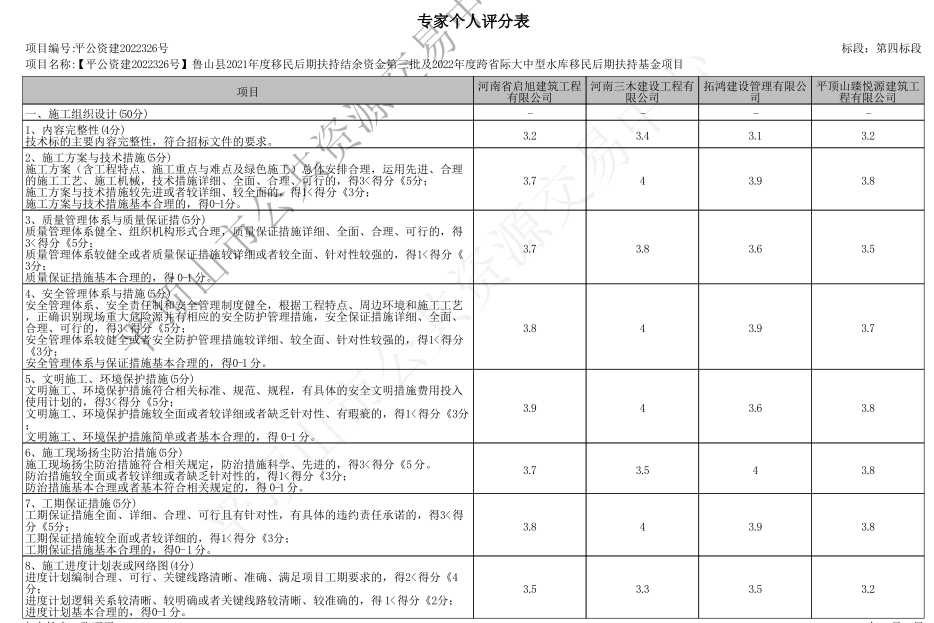 专家个人评分表
项目编号:平公资建2022326号
标段: 第四标段
项目名称:【平公资建2022326号】鲁山县2021年度移民后期扶持结余资金第二批及2022年度跨省际大中型水库移民后期扶持基金项目
项目 河南省启旭建筑工程有限公司 河南三木建设工程有限公司 拓鸿建设管理有限公司 平顶山臻悦源建筑工程有限公司
一、施工组织设计(50分) - - - -
1、内容完整性(4分)
技术标的主要内容完整性, 符合招标文件的要求。
3.2 3.4 3.1 3.2
2、施工方案与技术措施(5分)
施工方案（含工程特点、施工重点与难点及绿色施工）总体安排合理, 运用先进、合理
的施工工艺、施工机械, 技术措施详细、全面、合理、可行的, 得3<得分《5分;
施工方案与技术措施较先进或者较详细、较全面的, 得1<得分《3分;
施工方案与技术措施基本合理的, 得0-1分。
3.7 4 3.9 3.8
3、质量管理体系与质量保证措(5分)
质量管理体系健全、组织机构形式合理, 质量保证措施详细、全面、合理、可行的, 得
3<得分《5分;
质量管理体系较健全或者质量保证措施较详细或者较全面、针对性较强的, 得1<得分《
3分;
质量保证措施基本合理的, 得 0-1 分。
3.7 3.8 3.6 3.5
4、安全管理体系与措施(5分)
安全管理体系、安全责任制和安全管理制度健全, 根据工程特点、周边环境和施工工艺
, 正确识别现场重大危险源并有相应的安全防护管理措施, 安全保证措施详细、全面、
合理、可行的, 得3<得分《5分;
安全管理体系较健全或者安全防护管理措施较详细、较全面、针对性较强的, 得1<得分
《3分;
安全管理体系与保证措施基本合理的, 得0-1 分。
3.8 4 3.9 3.7
5、文明施工、环境保护措施(5分)
文明施工、环境保护措施符合相关标准、规范、规程, 有具体的安全文明措施费用投入
使用计划的, 得3<得分《5分;
文明施工、环境保护措施较全面或者较详细或者缺乏针对性、有瑕疵的, 得1<得分《3分
;
文明施工、环境保护措施简单或者基本合理的, 得 0-1 分。
3.9 4 3.6 3.8
6、施工现场扬尘防治措施(5分)
施工现场扬尘防治措施符合相关规定, 防治措施科学、先进的, 得3<得分《5 分。
防治措施较全面或者较详细或者缺乏针对性的, 得1<得分《3分;
防治措施基本合理或者基本符合相关规定的, 得 0-1 分。
3.7 3.5 4 3.8
7、工期保证措施(5分)
工期保证措施全面、详细、合理、可行且有针对性, 有具体的违约责任承诺的, 得3<得
分《5分;
工期保证措施较全面或者较详细的, 得1<得分《3分;
工期保证措施基本合理的, 得0-1 分。
3.8 4 3.9 3.8
8、施工进度计划表或网络图(4分)
进度计划编制合理、可行、关键线路清晰、准确、满足项目工期要求的, 得2<得分《4
分;
进度计划逻辑关系较清晰、较明确或者关键线路较清晰、较准确的, 得 1<得分《2分;
进度计划基本合理的, 得0-1 分。
3.5 3.3 3.5 3.2
平顶山市公共资源交易中
平顶山市公共资源交易中心